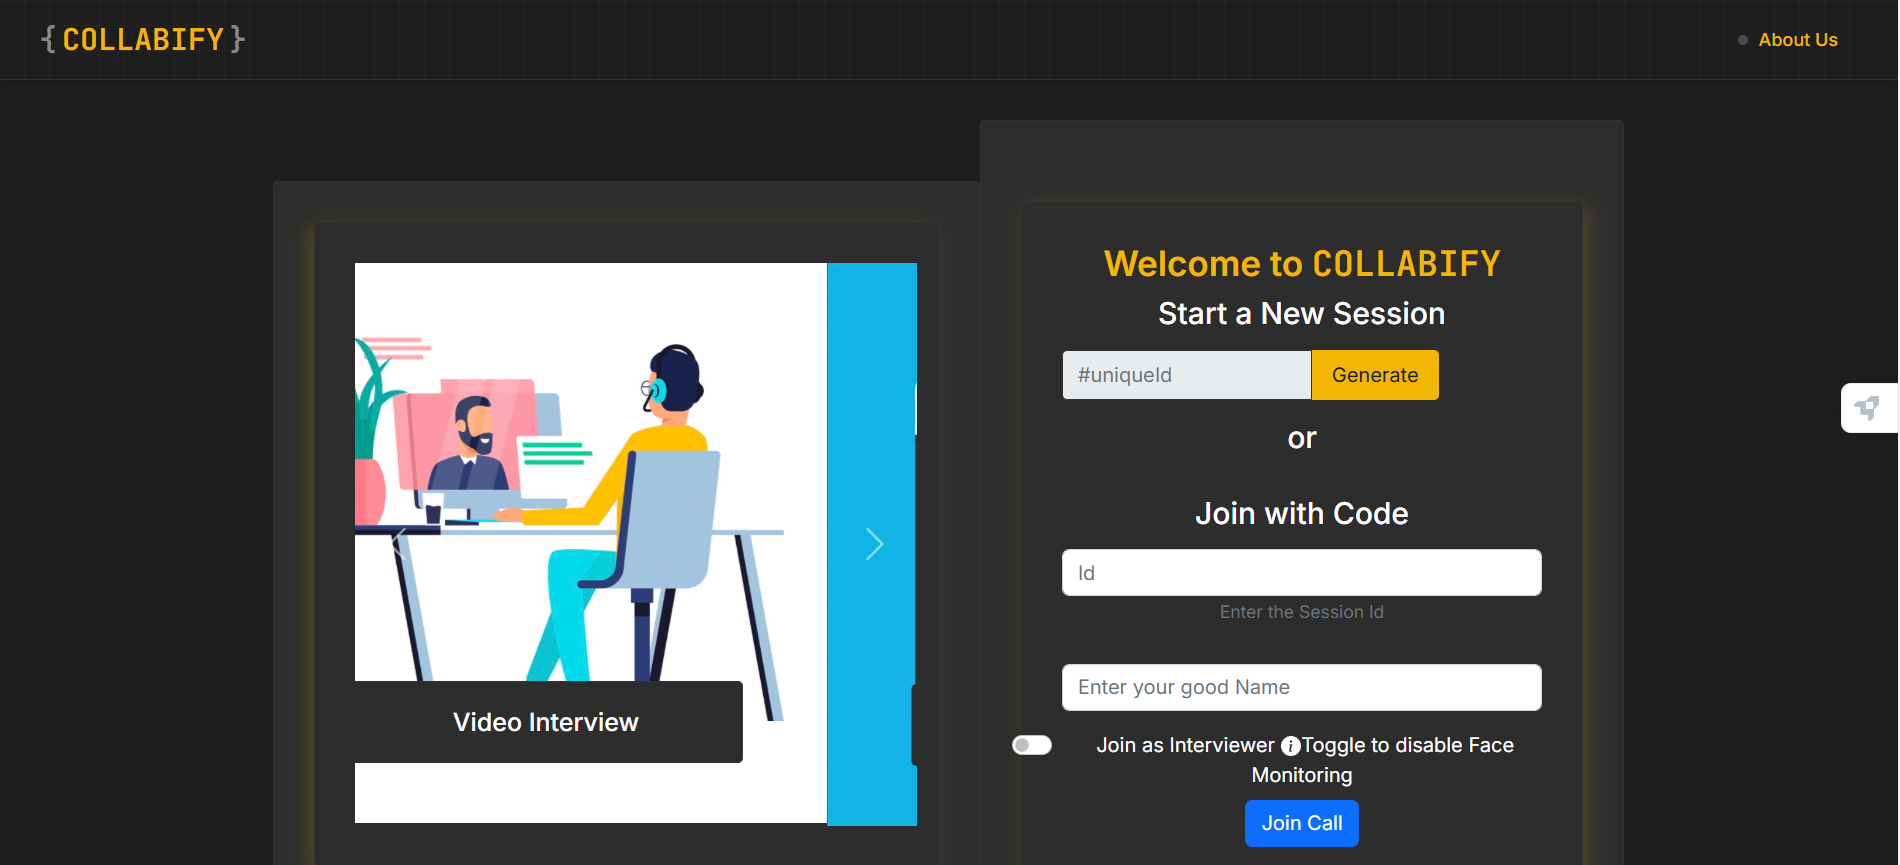 {COLLABIFY}
About Us
Video Interview
Welcome to COLLABIFY
Start a New Session
#uniqueId
Generate
or
Join with Code
Id
Enter the Session Id
Enter your good Name
Join as Interviewer iToggle to disable Face
Monitoring
Join Call